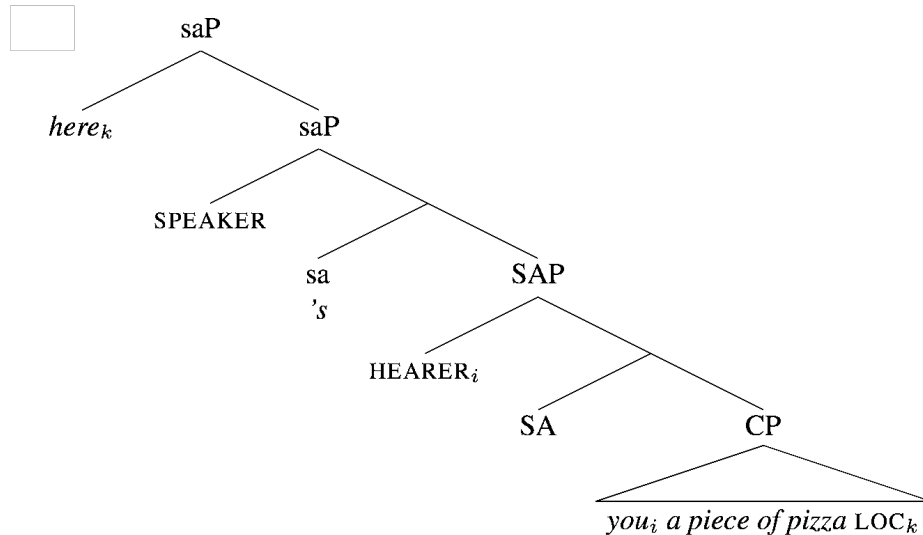 saP
here_k
saP
SPEAKER
sa
's
SAP
HEARER_i
SA
CP
you_i a piece of pizza LOC_k